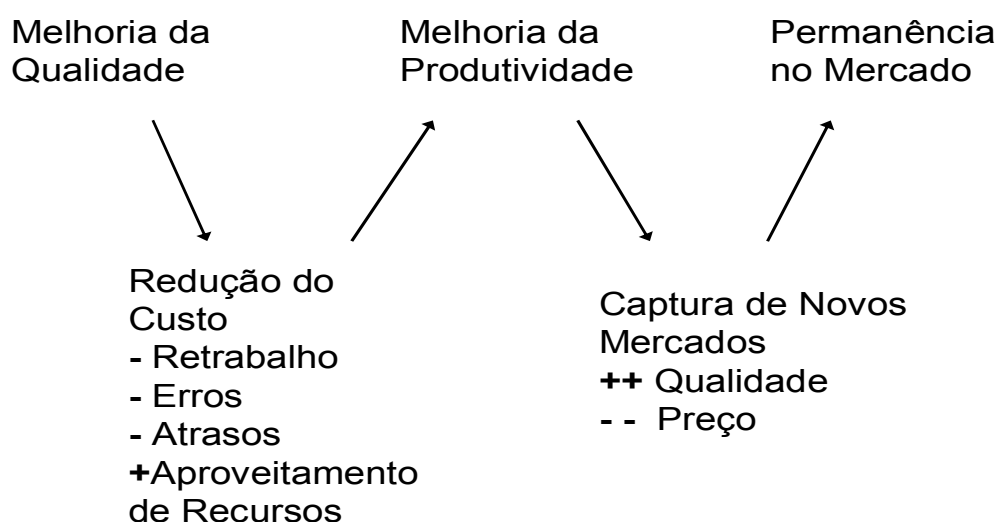 Melhoria da
Qualidade
Melhoria da
Produtividade
Permanência
no Mercado
Redução do
Custo
- Retrabalho
- Erros
- Atrasos
+Aproveitamento
de Recursos
Captura de Novos
Mercados
++ Qualidade
- - Preço